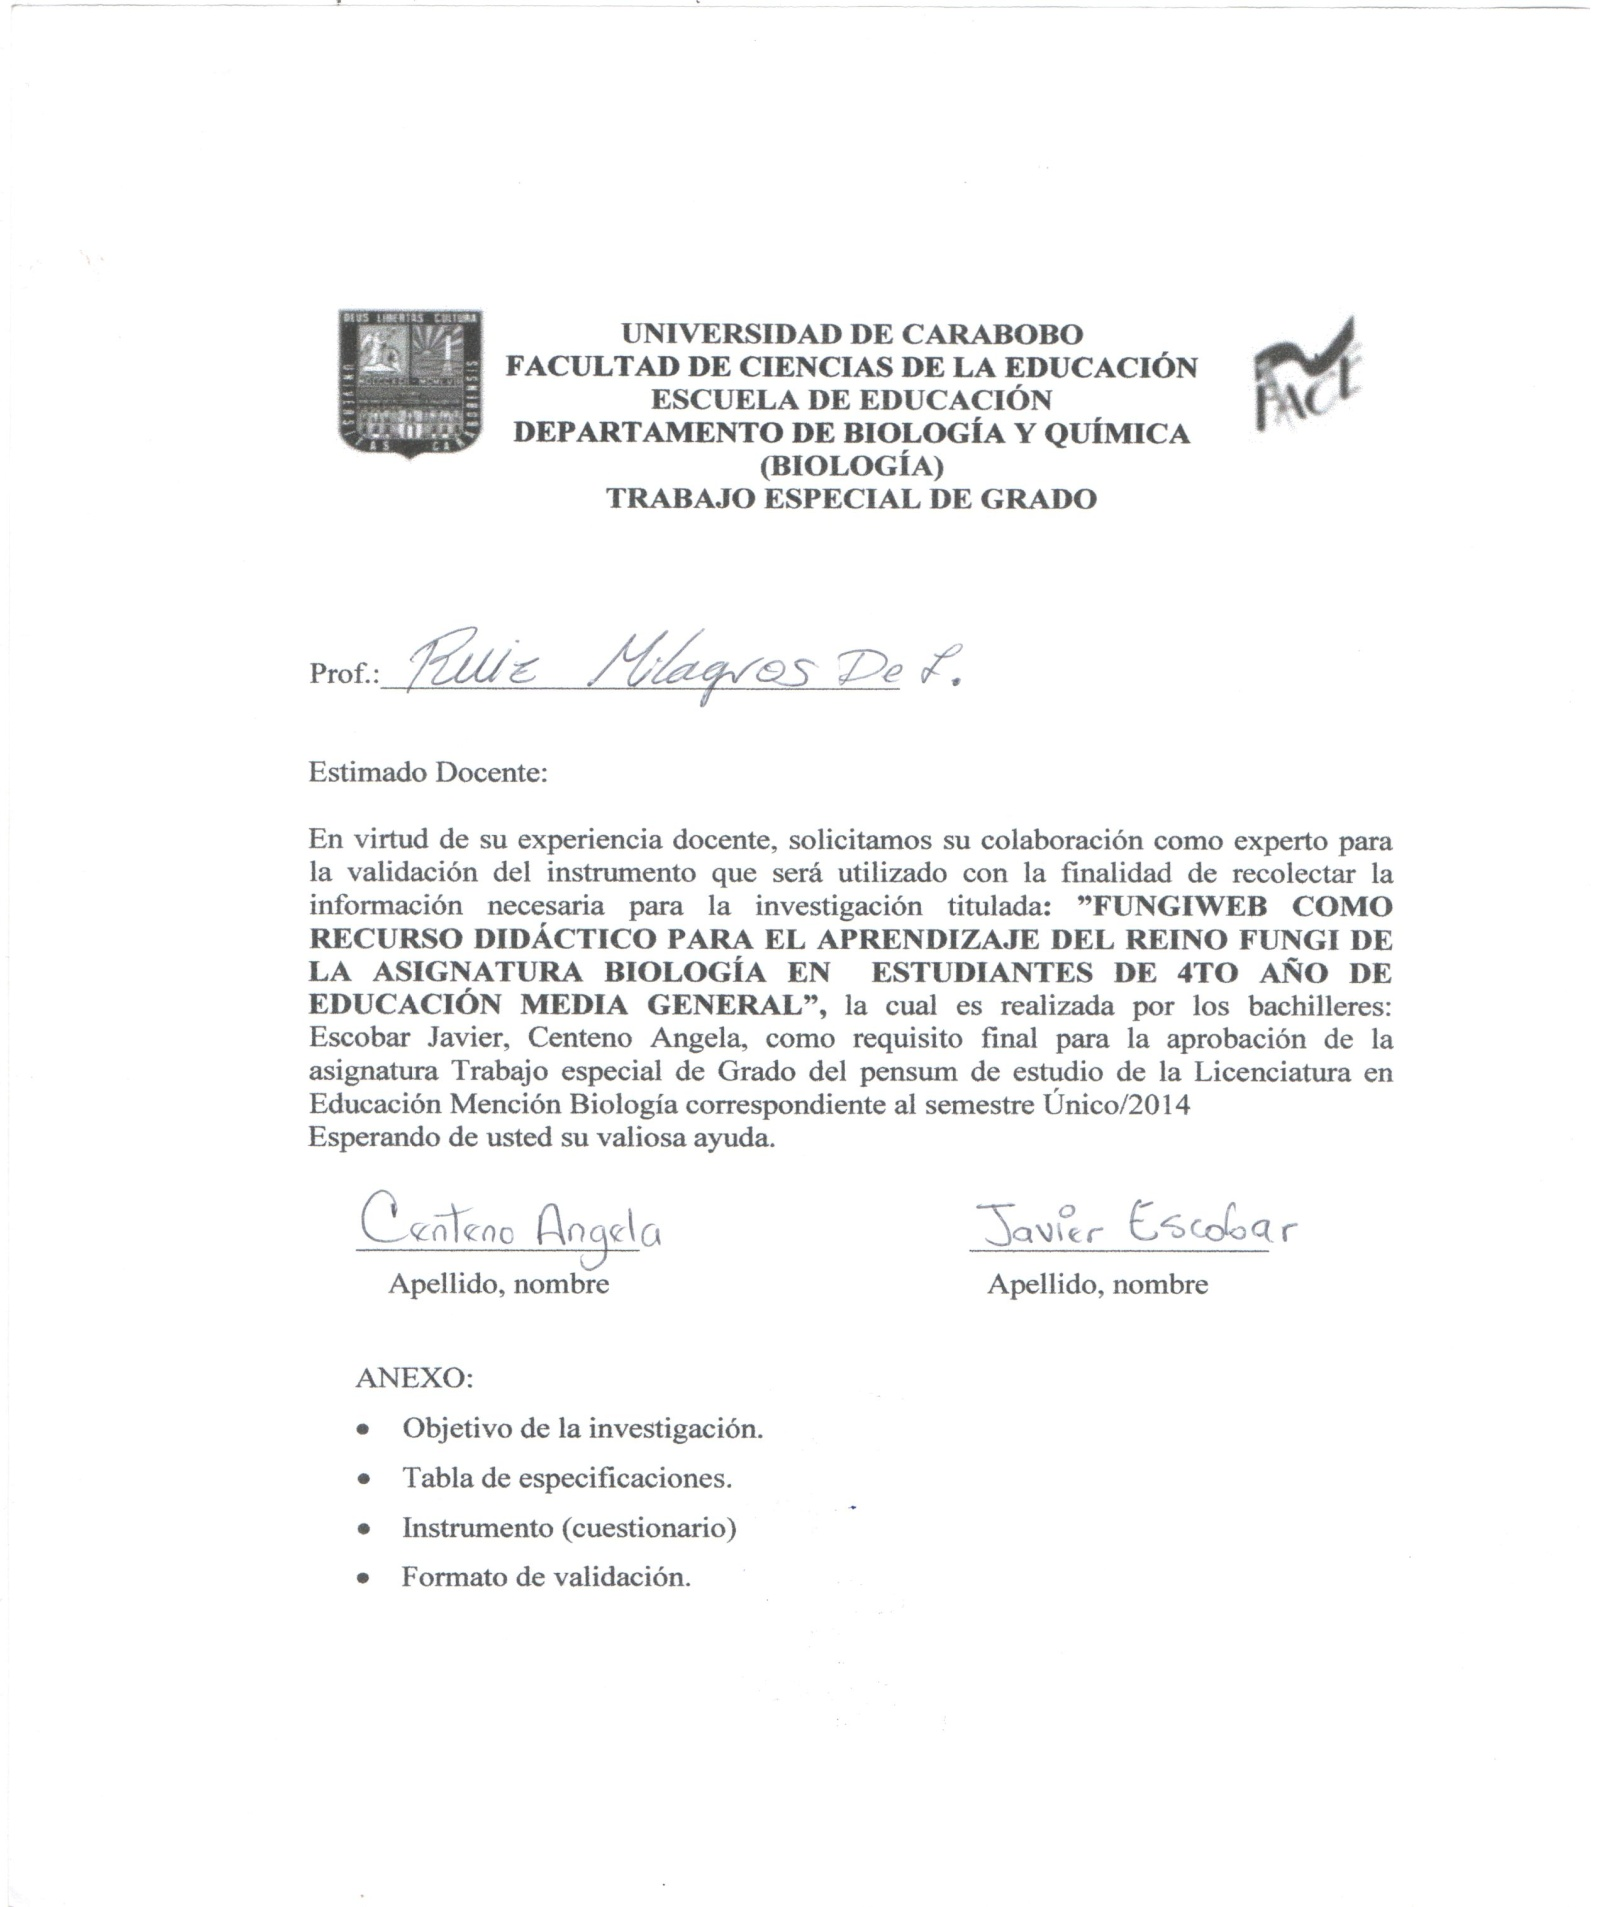 DEUS LIBERTAS CULTURA
UNIVERSITAS CARABOBENSIS
UNIVERSIDAD DE CARABOBO
FACULTAD DE CIENCIAS DE LA EDUCACIÓN
ESCUELA DE EDUCACIÓN
DEPARTAMENTO DE BIOLOGÍA Y QUÍMICA
(BIOLOGÍA)
TRABAJO ESPECIAL DE GRADO
FACE
Prof.: Ruiz Milagros De L.
Estimado Docente:
En virtud de su experiencia docente, solicitamos su colaboración como experto para
la validación del instrumento que será utilizado con la finalidad de recolectar la
información necesaria para la investigación titulada: ”FUNGIWEB COMO
RECURSO DIDÁCTICO PARA EL APRENDIZAJE DEL REINO FUNGI DE
LA ASIGNATURA BIOLOGÍA EN ESTUDIANTES DE 4TO AÑO DE
EDUCACIÓN MEDIA GENERAL”, la cual es realizada por los bachilleres:
Escobar Javier, Centeno Angela, como requisito final para la aprobación de la
asignatura Trabajo especial de Grado del pensum de estudio de la Licenciatura en
Educación Mención Biología correspondiente al semestre Único/2014
Esperando de usted su valiosa ayuda.
Centeno Angela Javier Escobar
Apellido, nombre Apellido, nombre
ANEXO:
• Objetivo de la investigación.
• Tabla de especificaciones.
• Instrumento (cuestionario)
• Formato de validación.